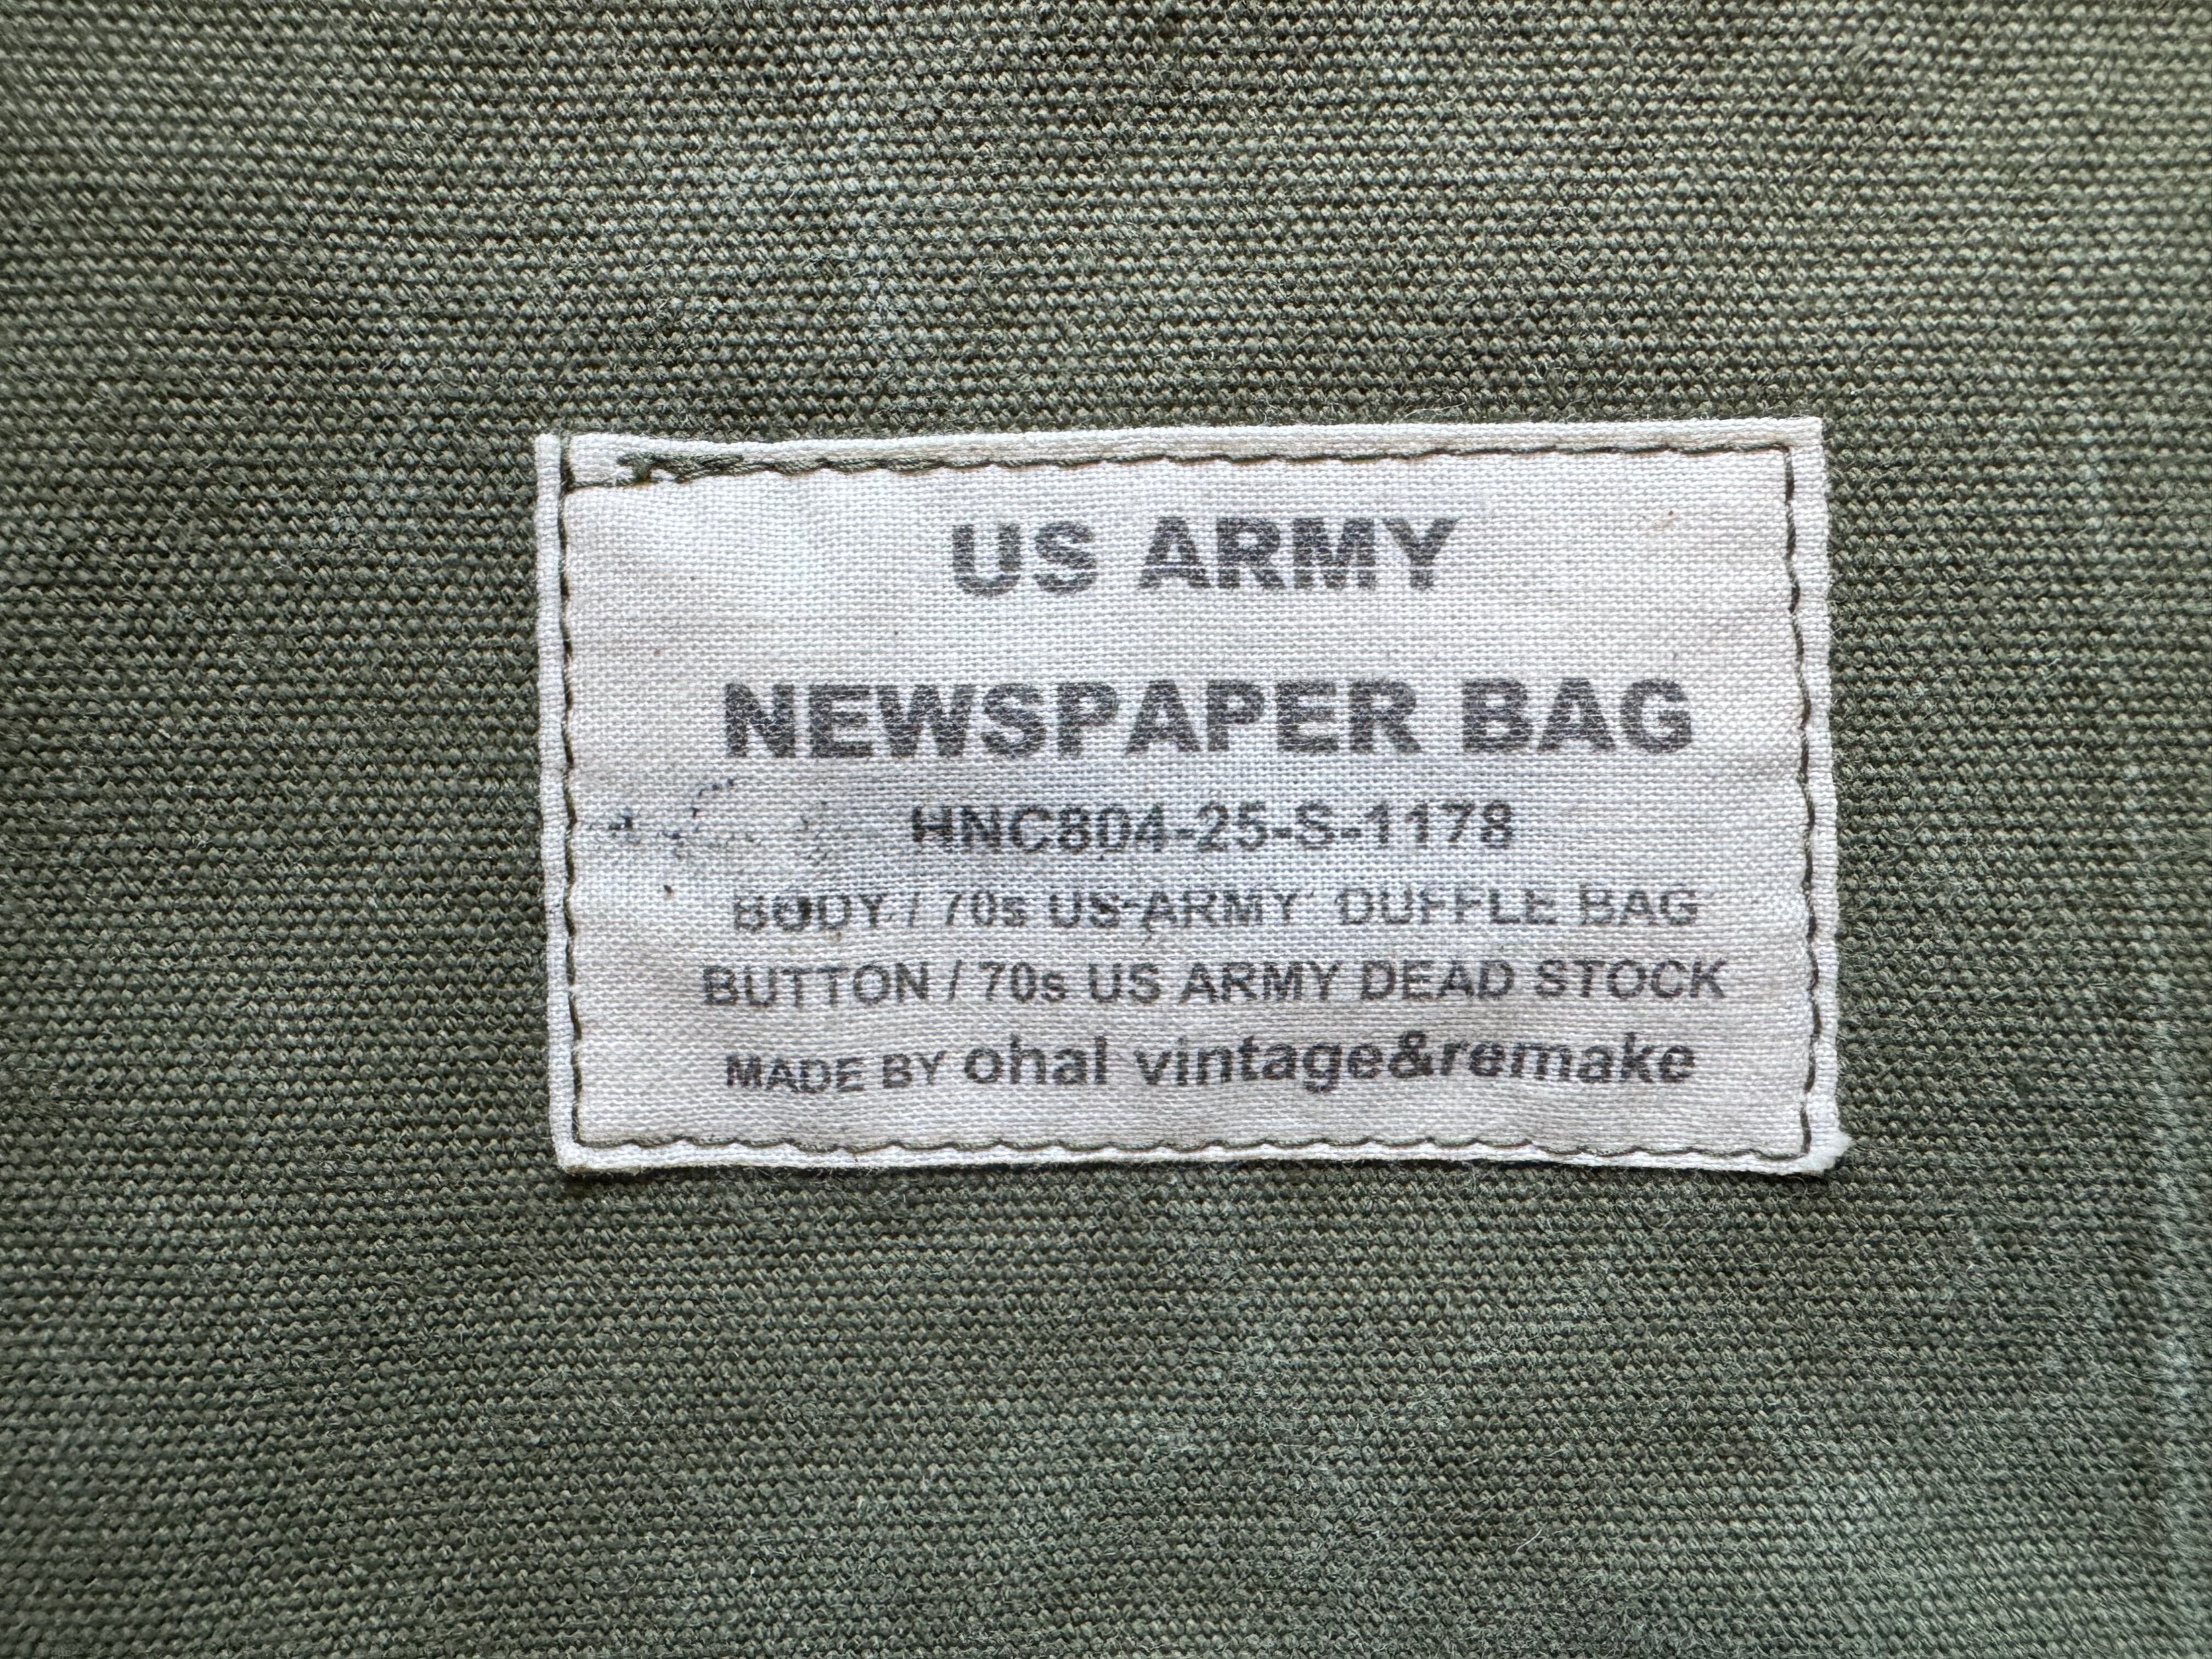 US ARMY
NEWSPAPER BAG
HNC804-25-S-1178
BODY / 70s US ARMY DUFFLE BAG
BUTTON / 70s US ARMY DEAD STOCK
MADE BY ohal vintage&remake